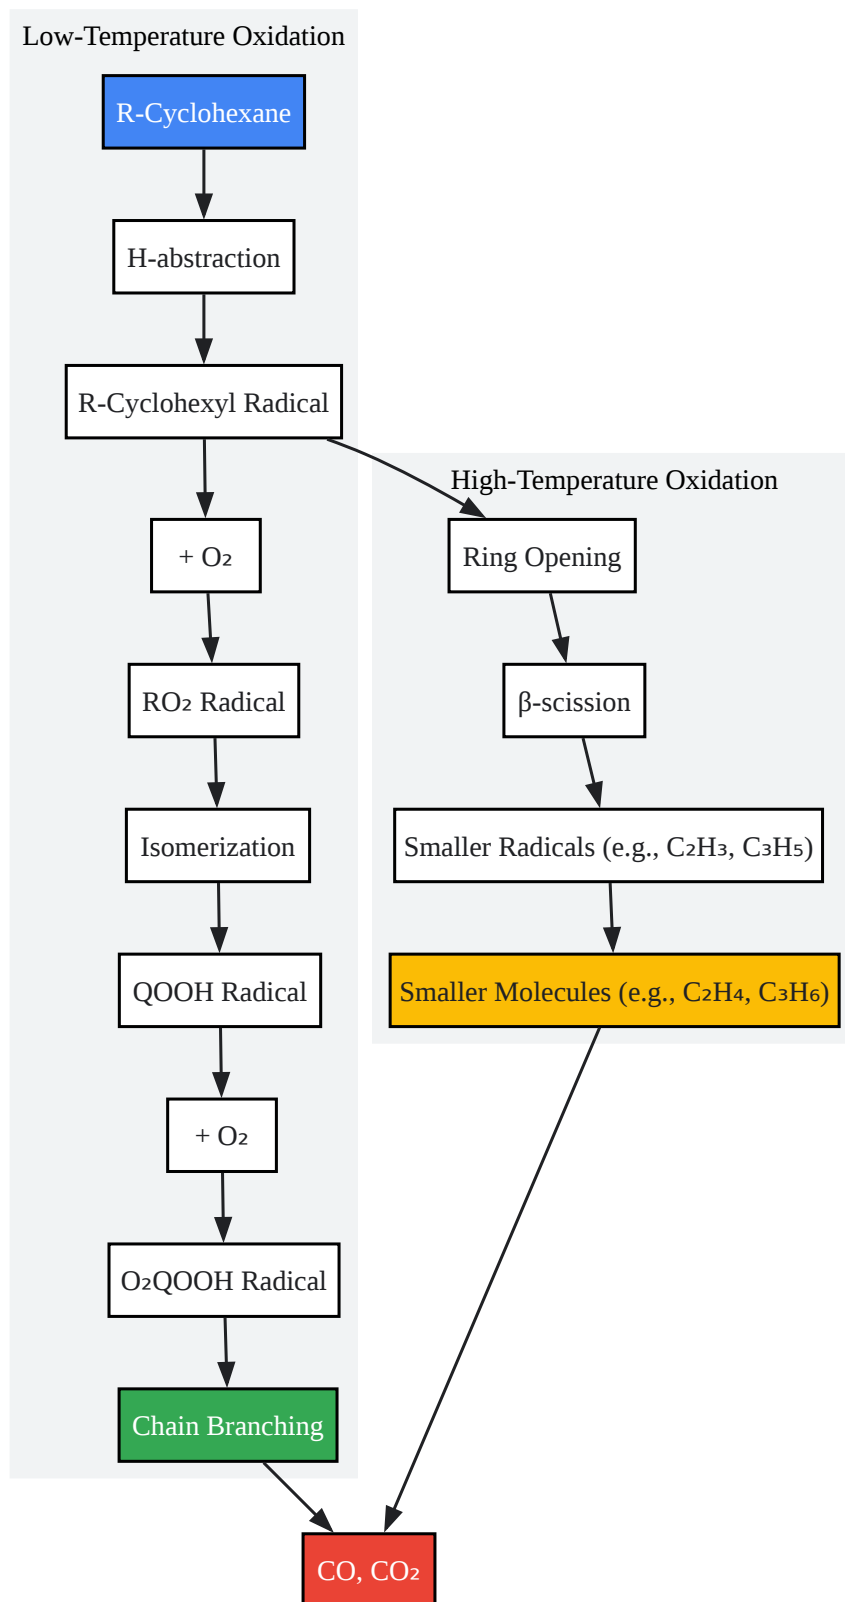 Low-Temperature Oxidation
R-Cyclohexane
H-abstraction
R-Cyclohexyl Radical
+ O₂
RO₂ Radical
Isomerization
QOOH Radical
+ O₂
O₂QOOH Radical
Chain Branching
High-Temperature Oxidation
Ring Opening
β-scission
Smaller Radicals (e.g., C₂H₃, C₃H₅)
Smaller Molecules (e.g., C₂H₄, C₃H₆)
CO, CO₂